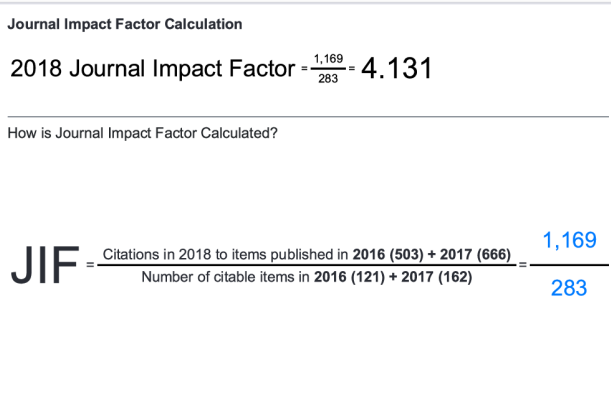 Journal Impact Factor Calculation
2018 Journal Impact Factor = 1,169 / 283 = 4.131
How is Journal Impact Factor Calculated?
Citations in 2018 to items published in 2016 (503) + 2017 (666)
JIF = =
Number of citable items in 2016 (121) + 2017 (162)
1,169
283